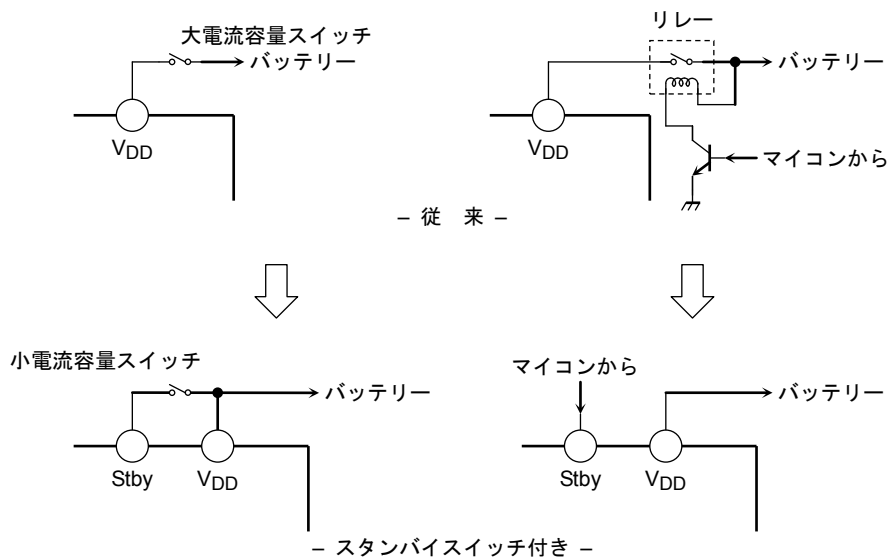 大電流容量スイッチ
バッテリー
VDD
リレー
バッテリー
VDD
マイコンから
– 従　来 –
小電流容量スイッチ
バッテリー
Stby
VDD
マイコンから
バッテリー
Stby
VDD
– スタンバイスイッチ付き –